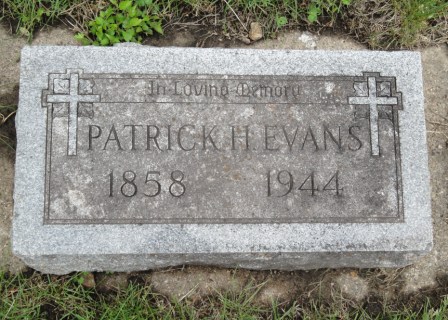 In Loving Memory
PATRICK H. EVANS
1858 1944